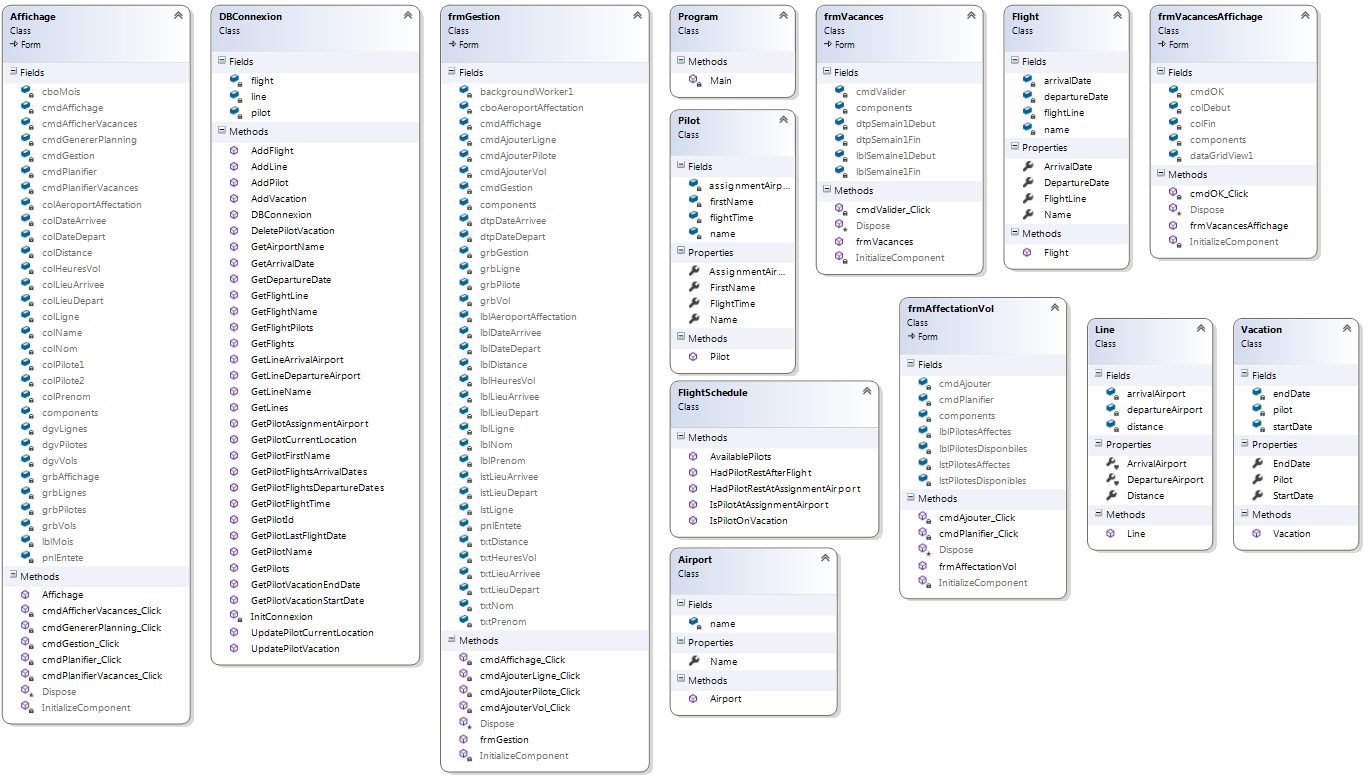 Affichage
Class
Form
Fields
cboMois
cmdAffichage
cmdAfficherVacances
cmdGenererPlanning
cmdGestion
cmdPlanifier
cmdPlanifierVacances
colAeroportAffectation
colDateArrivee
colDateDepart
colDistance
colHeuresVol
colLieuArrivee
colLieuDepart
colLigne
colName
colNom
colPilote1
colPilote2
colPrenom
components
dgvLignes
dgvPilotes
dgvVols
grbAffichage
grbLignes
grbPilotes
grbVols
lblMois
pnlEntete
Methods
Affichage
cmdAfficherVacances_Click
cmdGenererPlanning_Click
cmdGestion_Click
cmdPlanifier_Click
cmdPlanifierVacances_Click
Dispose
InitializeComponent
DBConnexion
Class
Fields
flight
line
pilot
Methods
AddFlight
AddLine
AddPilot
AddVacation
DBConnexion
DeletePilotVacation
GetAirportName
GetArrivalDate
GetDepartureDate
GetFlightLine
GetFlightName
GetFlightPilots
GetFlights
GetLineArrivalAirport
GetLineDepartureAirport
GetLineName
GetLines
GetPilotAssignmentAirport
GetPilotCurrentLocation
GetPilotFirstName
GetPilotFlightsArrivalDates
GetPilotFlightsDepartureDates
GetPilotFlightTime
GetPilotId
GetPilotLastFlightDate
GetPilotName
GetPilots
GetPilotVacationEndDate
GetPilotVacationStartDate
InitConnexion
UpdatePilotCurrentLocation
UpdatePilotVacation
frmGestion
Class
Form
Fields
backgroundWorker1
cboAeroportAffectation
cmdAffichage
cmdAjouterLigne
cmdAjouterPilote
cmdAjouterVol
cmdGestion
components
dtpDateArrivee
dtpDateDepart
grbGestion
grbLigne
grbPilote
grbVol
lblAeroportAffectation
lblDateArrivee
lblDateDepart
lblDistance
lblHeuresVol
lblLieuArrivee
lblLieuDepart
lblLigne
lblNom
lblPrenom
lstLieuArrivee
lstLieuDepart
lstLigne
pnlEntete
txtDistance
txtHeuresVol
txtLieuArrivee
txtLieuDepart
txtNom
txtPrenom
Methods
cmdAffichage_Click
cmdAjouterLigne_Click
cmdAjouterPilote_Click
cmdAjouterVol_Click
Dispose
frmGestion
InitializeComponent
Program
Class
Methods
Main
Pilot
Class
Fields
assignmentAirp...
firstName
flightTime
name
Properties
AssignmentAir...
FirstName
FlightTime
Name
Methods
Pilot
FlightSchedule
Class
Methods
AvailablePilots
HadPilotRestAfterFlight
HadPilotRestAtAssignmentAirport
IsPilotAtAssignmentAirport
IsPilotOnVacation
Airport
Class
Fields
name
Properties
Name
Methods
Airport
frmVacances
Class
Form
Fields
cmdValider
components
dtpSemain1Debut
dtpSemain1Fin
lblSemaine1Debut
lblSemaine1Fin
Methods
cmdValider_Click
Dispose
frmVacances
InitializeComponent
Flight
Class
Fields
arrivalDate
departureDate
flightLine
name
Properties
ArrivalDate
DepartureDate
FlightLine
Name
Methods
Flight
frmVacancesAffichage
Class
Form
Fields
cmdOK
colDebut
colFin
components
dataGridView1
Methods
cmdOK_Click
Dispose
frmVacancesAffichage
InitializeComponent
frmAffectationVol
Class
Form
Fields
cmdAjouter
cmdPlanifier
components
lblPilotesAffectes
lblPilotesDisponbiles
lstPilotesAffectes
lstPilotesDisponibles
Methods
cmdAjouter_Click
cmdPlanifier_Click
Dispose
frmAffectationVol
InitializeComponent
Line
Class
Fields
arrivalAirport
departureAirport
distance
Properties
ArrivalAirport
DepartureAirport
Distance
Methods
Line
Vacation
Class
Fields
endDate
pilot
startDate
Properties
EndDate
Pilot
StartDate
Methods
Vacation